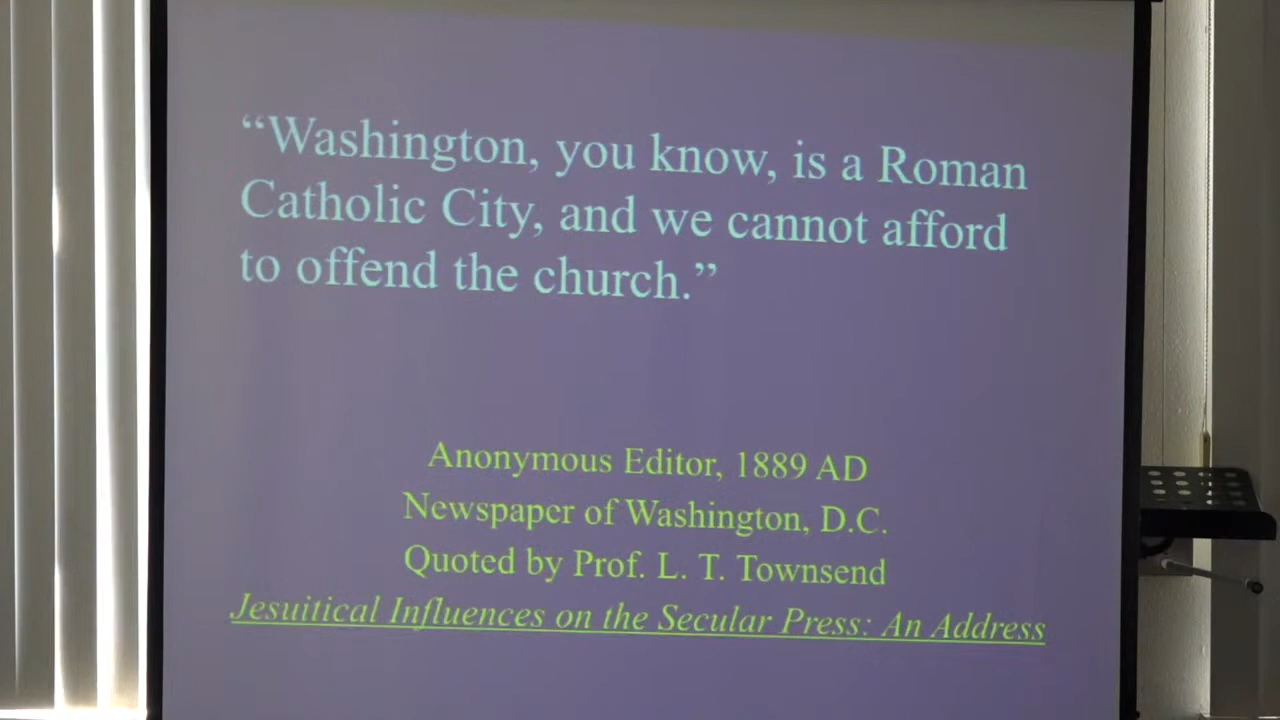 “Washington, you know, is a Roman
Catholic City, and we cannot afford
to offend the church.”
Anonymous Editor, 1889 AD
Newspaper of Washington, D.C.
Quoted by Prof. L. T. Townsend
Jesuitical Influences on the Secular Press: An Address